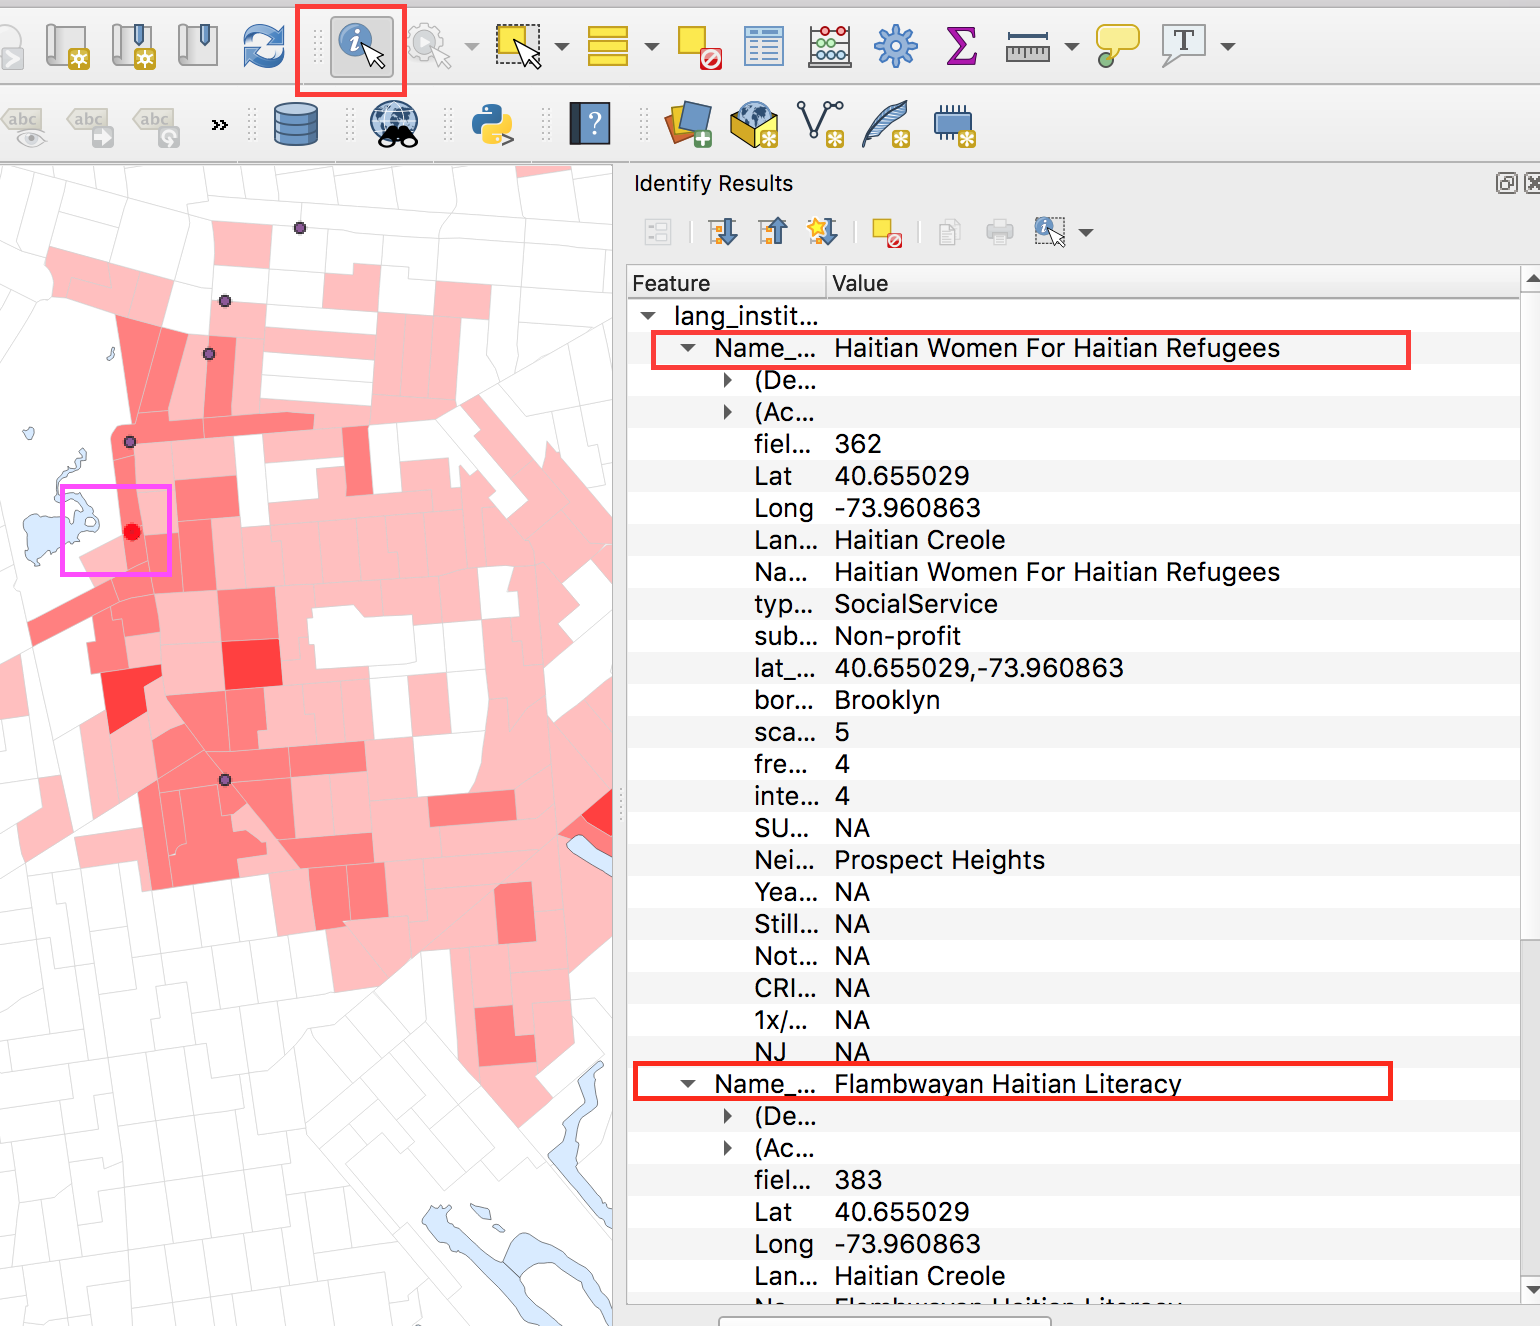 T
abc
abc
abc
»
?
Identify Results
Feature Value
lang_instit...
Name_... Haitian Women For Haitian Refugees
(De...
(Ac...
fiel... 362
Lat 40.655029
Long -73.960863
Lan... Haitian Creole
Na... Haitian Women For Haitian Refugees
typ... SocialService
sub... Non-profit
lat_... 40.655029,-73.960863
bor... Brooklyn
sca... 5
fre... 4
inte... 4
SU... NA
Nei... Prospect Heights
Yea... NA
Still... NA
Not... NA
CRI... NA
1x/... NA
NJ NA
Name_... Flambwayan Haitian Literacy
(De...
(Ac...
fiel... 383
Lat 40.655029
Long -73.960863
Lan... Haitian Creole
Na... Flambwayan Haitian Literacy